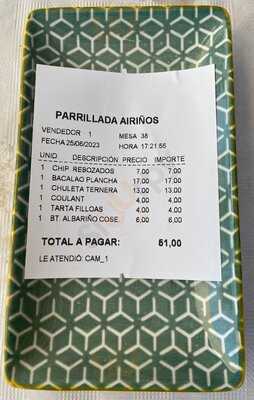 PARRILLADA AIRIÑOS
VENDEDOR 1 MESA 38
FECHA 25/06/2023 HORA 17:21:55
UNID DESCRIPCIÓN PRECIO IMPORTE
1 CHIP REBOZADOS 7,00 7,00
1 BACALAO PLANCHA 17,00 17,00
1 CHULETA TERNERA 13,00 13,00
1 COULANT 4,00 4,00
1 TARTA FILLOAS 4,00 4,00
1 BT. ALBARIÑO COSE 6,00 6,00
TOTAL A PAGAR: 51,00
LE ATENDIÓ: CAM_1